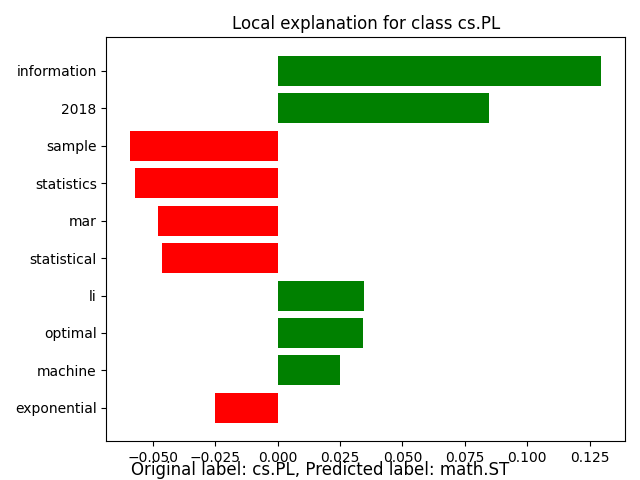 Local explanation for class cs.PL
information
2018
sample
statistics
mar
statistical
li
optimal
machine
exponential
−0.050 −0.025 0.000 0.025 0.050 0.075 0.100 0.125
Original label: cs.PL, Predicted label: math.ST